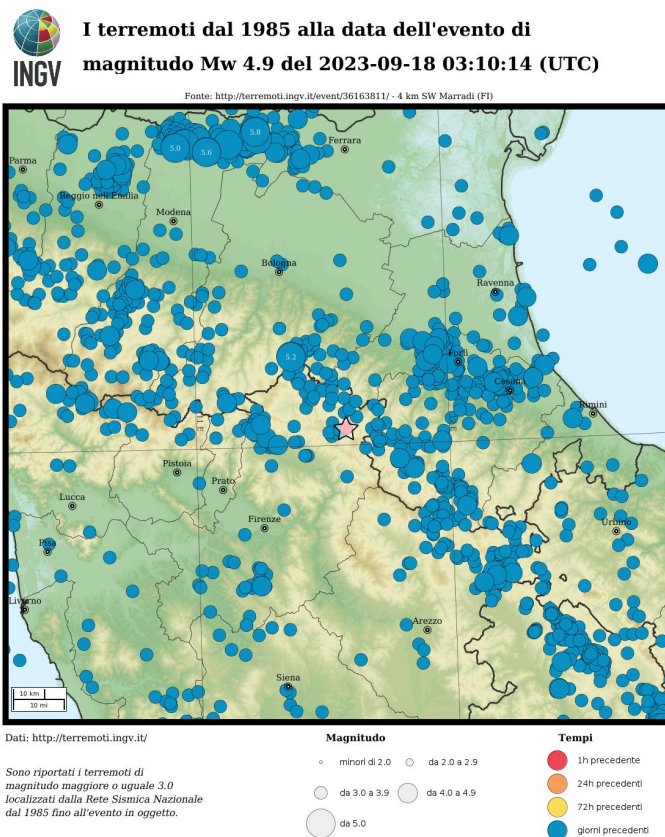 INGV
I terremoti dal 1985 alla data dell'evento di
magnitudo Mw 4.9 del 2023-09-18 03:10:14 (UTC)
Fonte: http://terremoti.ingv.it/event/36163811/ - 4 km SW Marradi (FI)
5.8
5.0
5.6
Ferrara
Parma
Reggio nell'Emilia
Modena
Bologna
Ravenna
5.2
Forlì
Cesena
Rimini
Pistoia
Prato
Lucca
Firenze
Urbino
Pisa
Livorno
Arezzo
Siena
10 km
10 mi
Dati: http://terremoti.ingv.it/
Sono riportati i terremoti di
magnitudo maggiore o uguale 3.0
localizzati dalla Rete Sismica Nazionale
dal 1985 fino all'evento in oggetto.
Magnitudo
minori di 2.0
da 2.0 a 2.9
da 3.0 a 3.9
da 4.0 a 4.9
da 5.0
Tempi
1h precedente
24h precedenti
72h precedenti
giorni precedenti